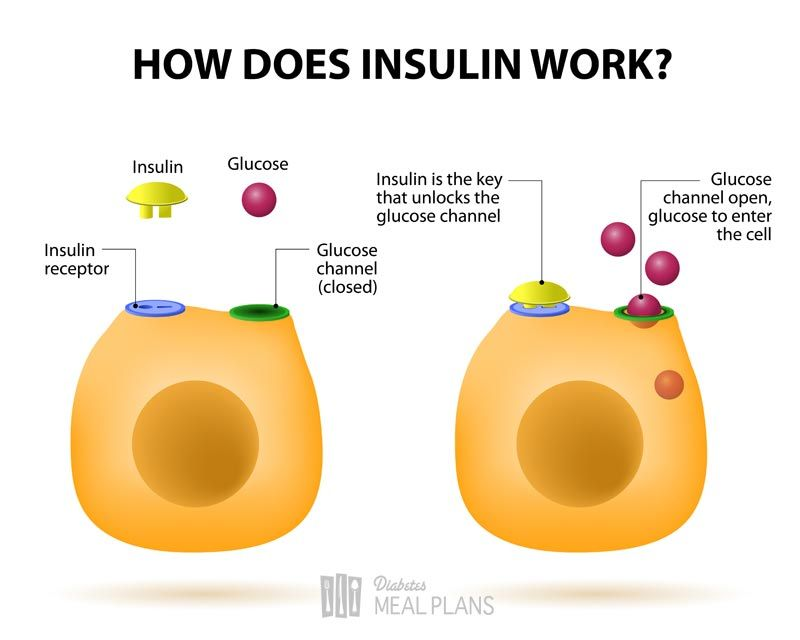 HOW DOES INSULIN WORK?
Insulin
Glucose
Insulin
receptor
Glucose
channel
(closed)
Insulin is the key
that unlocks the
glucose channel
Glucose
channel open,
glucose to enter
the cell
Diabetes
MEAL PLANS